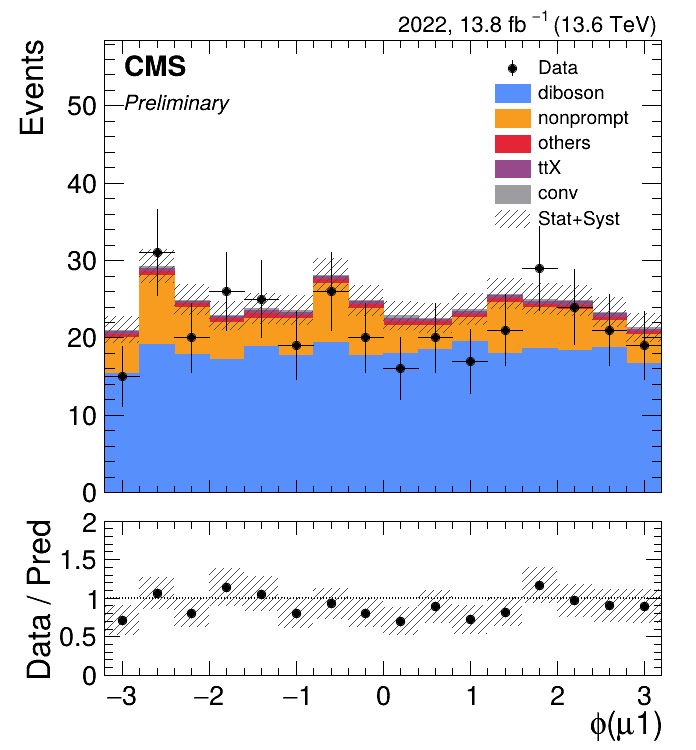 2022, 13.8 fb⁻¹ (13.6 TeV)
Events
CMS
Preliminary
Data
diboson
nonprompt
others
ttX
conv
Stat+Syst
50
40
30
20
10
0
Data / Pred
2
1.5
1
0.5
0
−3 −2 −1 0 1 2 3
ϕ(μ1)